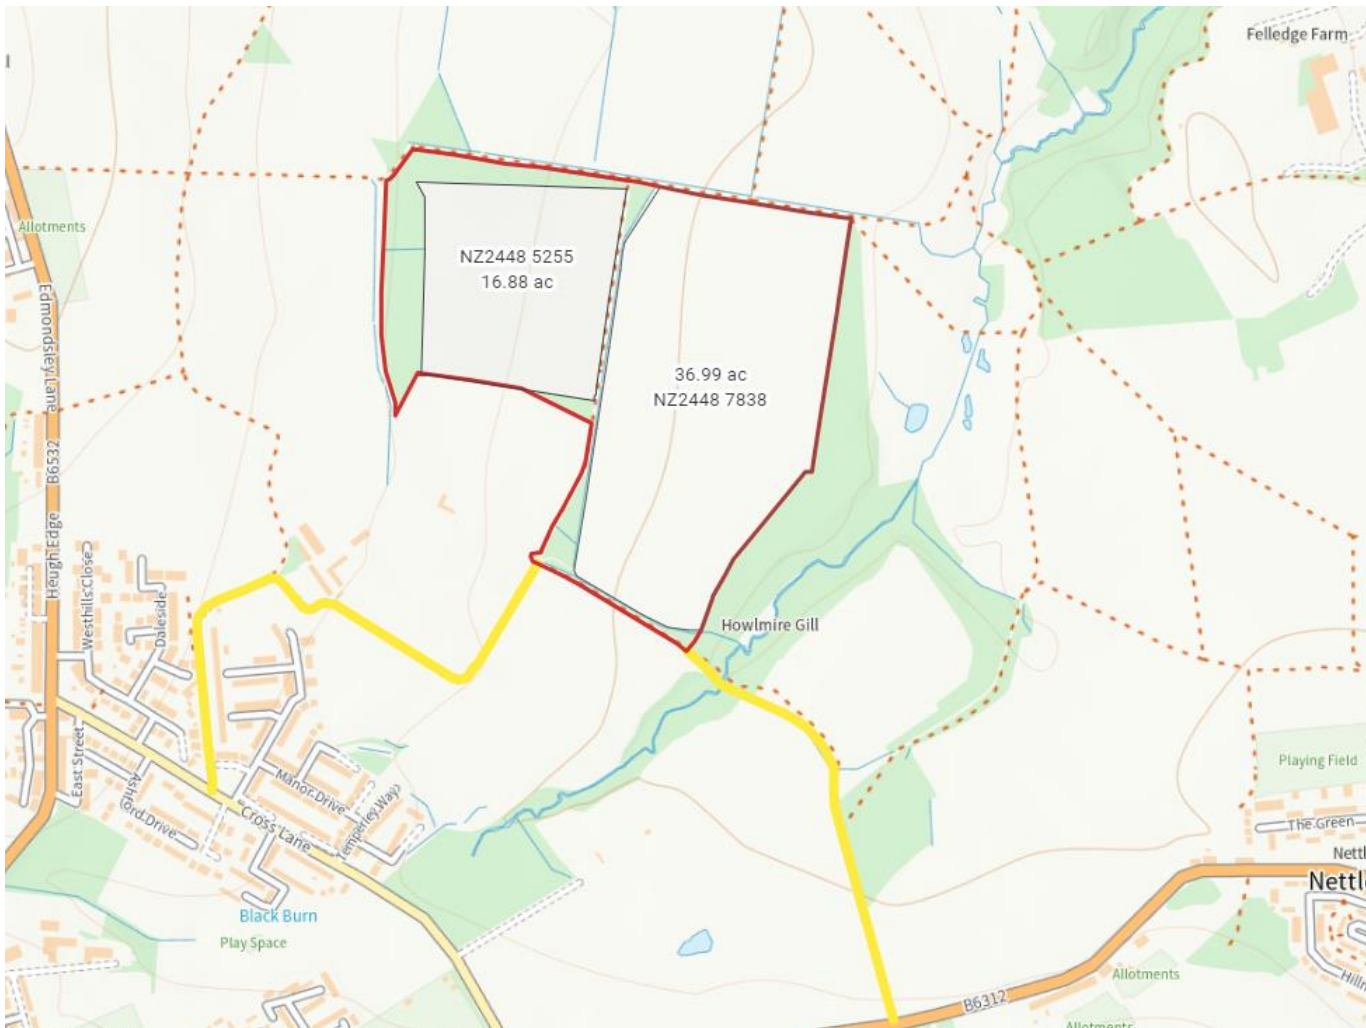 Felledge Farm
Allotments
Edmondsley Lane
NZ2448 5255
16.88 ac
36.99 ac
NZ2448 7838
B6532
Heugh Edge
Westhills Close
Daleside
Howlmire Gill
East Street
Ashford Drive
Manor Drive
Temperley Way
Cross Lane
Playing Field
The Green
Nettl
Nettl
Black Burn
Play Space
Allotments
B6312
Hilln
Allotments